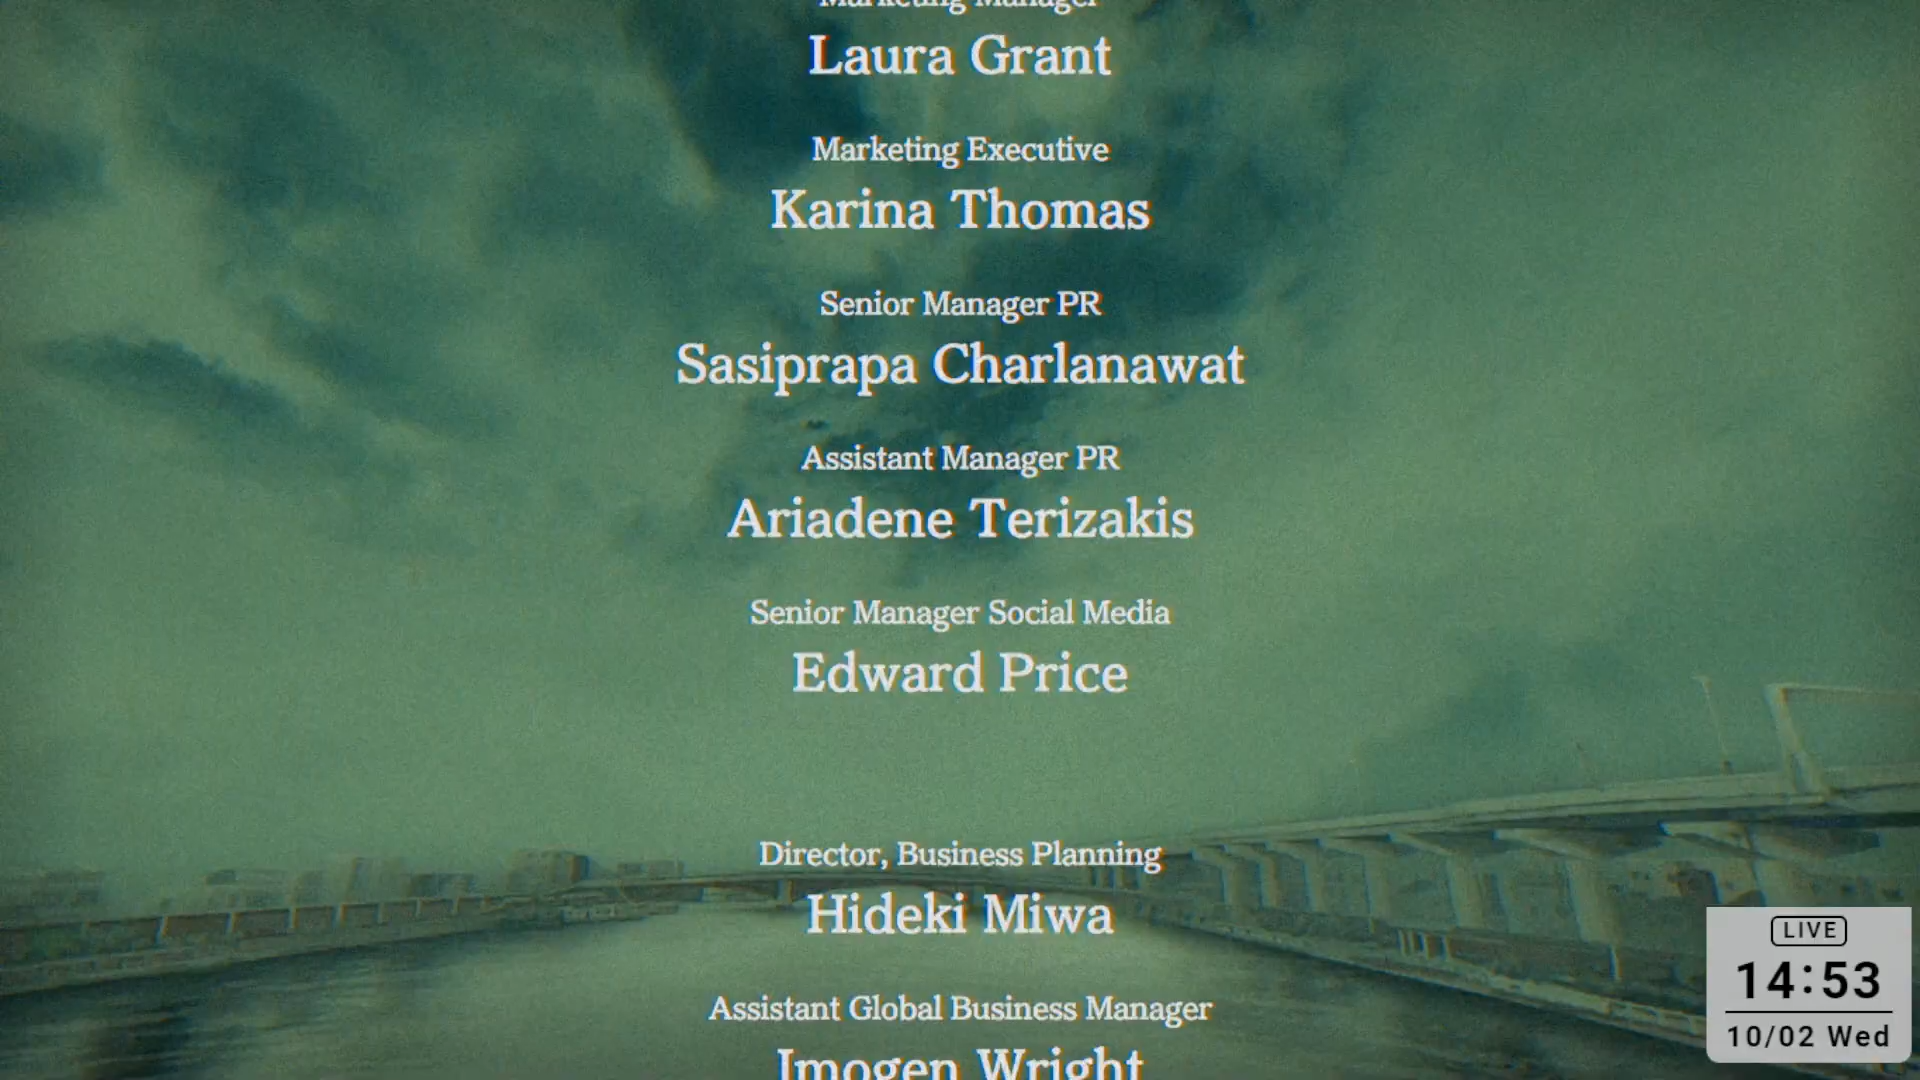 Marketing Manager
Laura Grant
Marketing Executive
Karina Thomas
Senior Manager PR
Sasiprapa Charlanawat
Assistant Manager PR
Ariadene Terizakis
Senior Manager Social Media
Edward Price
Director, Business Planning
Hideki Miwa
Assistant Global Business Manager
Imogen Wright
LIVE
14:53
10/02 Wed